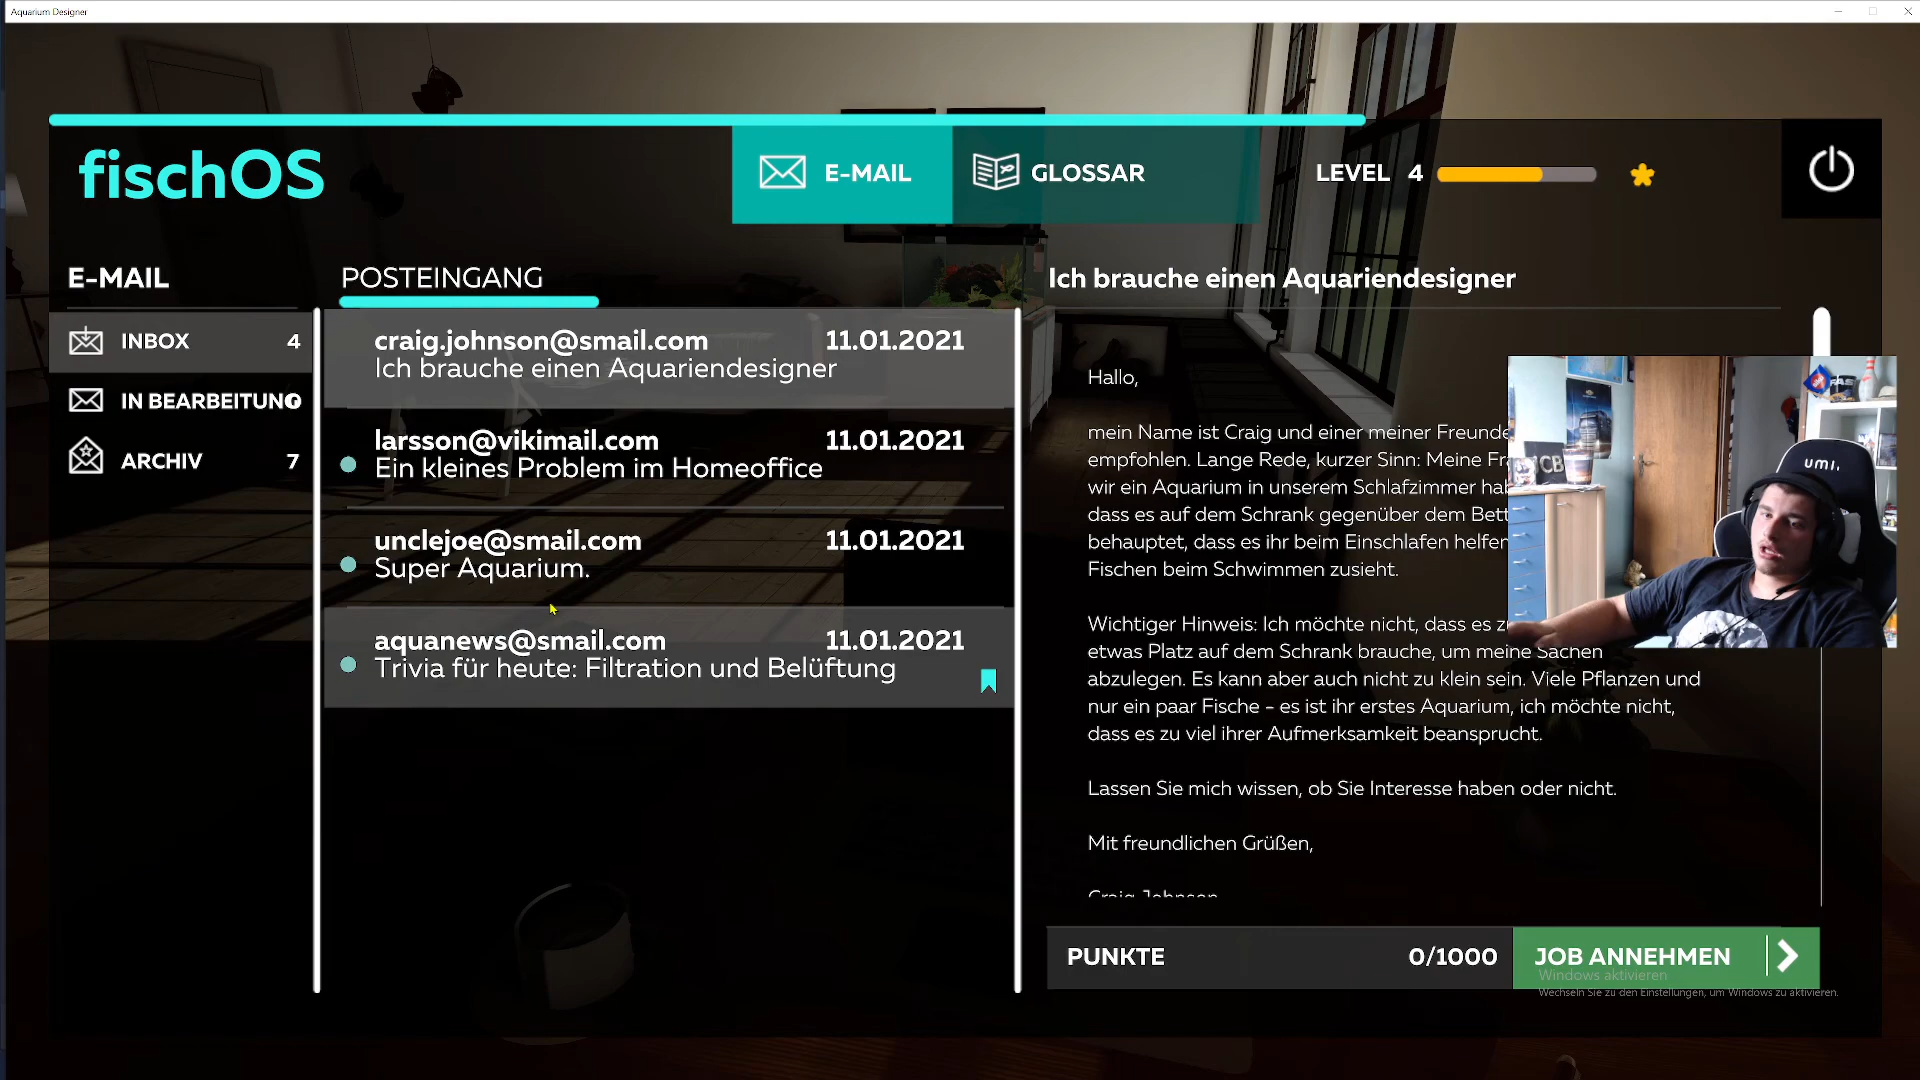 Aquarium Designer
fischOS
E-MAIL
GLOSSAR
LEVEL 4
E-MAIL
INBOX 4
IN BEARBEITUNG
ARCHIV 7
POSTEINGANG
craig.johnson@smail.com 11.01.2021
Ich brauche einen Aquariendesigner
larsson@vikimail.com 11.01.2021
Ein kleines Problem im Homeoffice
unclejoe@smail.com 11.01.2021
Super Aquarium.
aquanews@smail.com 11.01.2021
Trivia für heute: Filtration und Belüftung
Ich brauche einen Aquariendesigner
Hallo,
mein Name ist Craig und einer meiner Freunde
empfohlen. Lange Rede, kurzer Sinn: Meine
wir ein Aquarium in unserem Schlafzimmer
dass es auf dem Schrank gegenüber dem Bett
behauptet, dass es ihr beim Einschlafen helfen
Fischen beim Schwimmen zusieht.
Wichtiger Hinweis: Ich möchte nicht, dass es
etwas Platz auf dem Schrank brauche, um meine Sachen
abzulegen. Es kann aber auch nicht zu klein sein. Viele Pflanzen und
nur ein paar Fische - es ist ihr erstes Aquarium, ich möchte nicht,
dass es zu viel ihrer Aufmerksamkeit beansprucht.
Lassen Sie mich wissen, ob Sie Interesse haben oder nicht.
Mit freundlichen Grüßen,
Craig Johnson
PUNKTE 0/1000
JOB ANNEHMEN
Windows aktivieren
Wechseln Sie zu den Einstellungen, um Windows zu aktivieren.
umi.
CB